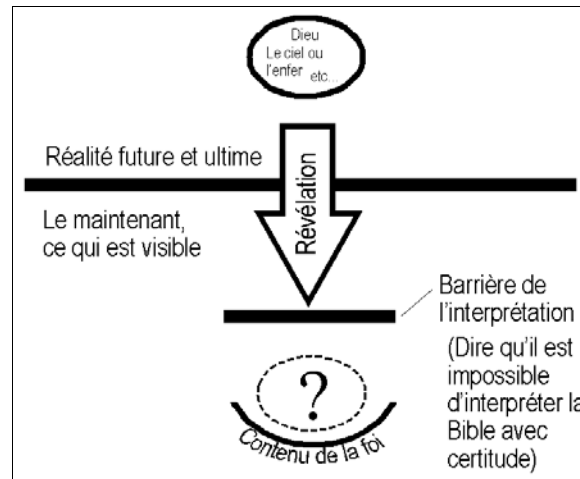 Dieu
Le ciel ou
l'enfer etc...
Réalité future et ultime
Révélation
Le maintenant,
ce qui est visible
Barrière de
l'interprétation
(Dire qu'il est
impossible
d'interpréter la
Bible avec
certitude)
?
Contenu de la foi